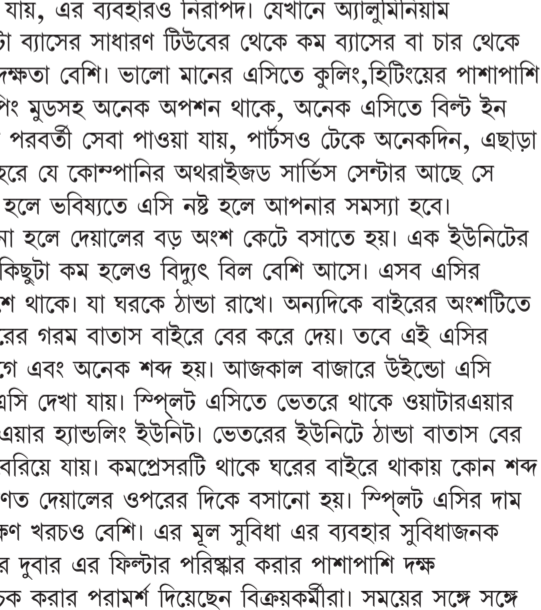 যায়, এর ব্যবহারও নিরাপদ। যেখানে অ্যালুমিনিয়াম
ব্যাসের সাধারণ টিউবের থেকে কম ব্যাসের বা চার থেকে
বেশি। ভালো মানের এসিতে কুলিং,হিটিংয়ের পাশাপাশি
মুডসহ অনেক অপশন থাকে, অনেক এসিতে বিল্ট ইন
পরবর্তী সেবা পাওয়া যায়, পার্টসও টেকে অনেকদিন, এছাড়া
যে কোম্পানির অথরাইজড সার্ভিস সেন্টার আছে সে
হলে ভবিষ্যতে এসি নষ্ট হলে আপনার সমস্যা হবে।
না হলে দেয়ালের বড় অংশ কেটে বসাতে হয়। এক ইউনিটের
কিছুটা কম হলেও বিদ্যুৎ বিল বেশি আসে। এসব এসির
থাকে। যা ঘরকে ঠান্ডা রাখে। অন্যদিকে বাইরের অংশটিতে
গরম বাতাস বাইরে বের করে দেয়। তবে এই এসির
এবং অনেক শব্দ হয়। আজকাল বাজারে উইন্ডো এসি
এসি দেখা যায়। স্প্লিট এসিতে ভেতরে থাকে ওয়াটারএয়ার
এয়ার হ্যান্ডলিং ইউনিট। ভেতরের ইউনিটে ঠান্ডা বাতাস বের
বেরিয়ে যায়। কমপ্রেসরটি থাকে ঘরের বাইরে থাকায় কোন শব্দ
দেয়ালের ওপরের দিকে বসানো হয়। স্প্লিট এসির দাম
খরচও বেশি। এর মূল সুবিধা এর ব্যবহার সুবিধাজনক
দুবার এর ফিল্টার পরিষ্কার করার পাশাপাশি দক্ষ
করার পরামর্শ দিয়েছেন বিক্রয়কর্মীরা। সময়ের সঙ্গে সঙ্গে